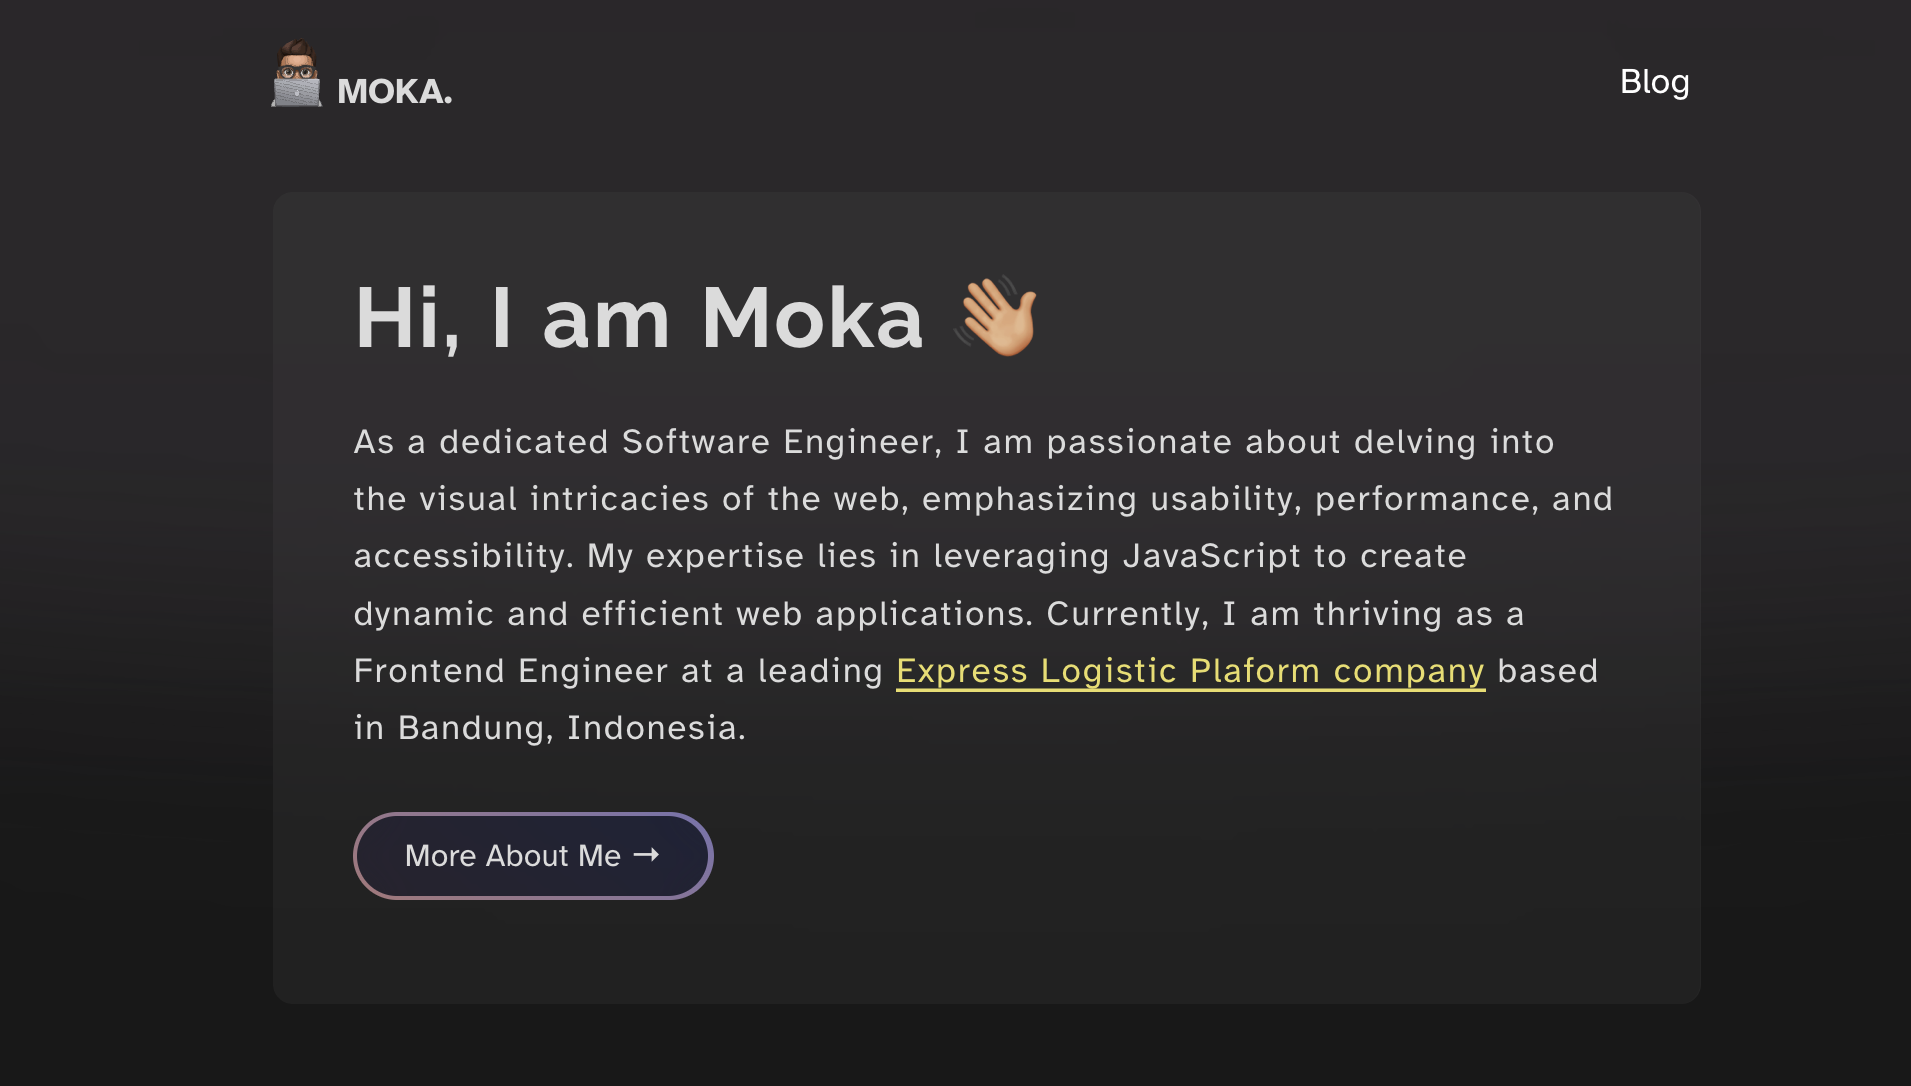 MOKA.
Blog
Hi, I am Moka 👋🏼
As a dedicated Software Engineer, I am passionate about delving into
the visual intricacies of the web, emphasizing usability, performance, and
accessibility. My expertise lies in leveraging JavaScript to create
dynamic and efficient web applications. Currently, I am thriving as a
Frontend Engineer at a leading Express Logistic Plaform company based
in Bandung, Indonesia.
More About Me →